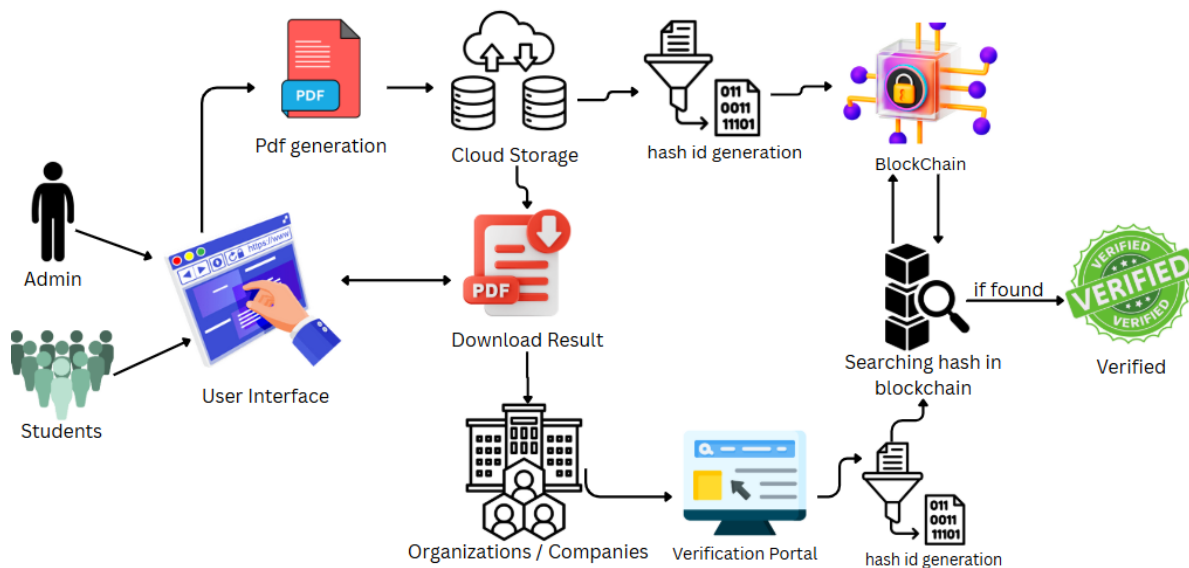 PDF
Pdf generation
Cloud Storage
011
0011
11101
hash id generation
BlockChain
Admin
https://www
User Interface
Students
PDF
Download Result
Searching hash in
blockchain
if found
VERIFIED
VERIFIED
VERIFIED
Verified
Organizations / Companies
Verification Portal
011
0011
11101
hash id generation